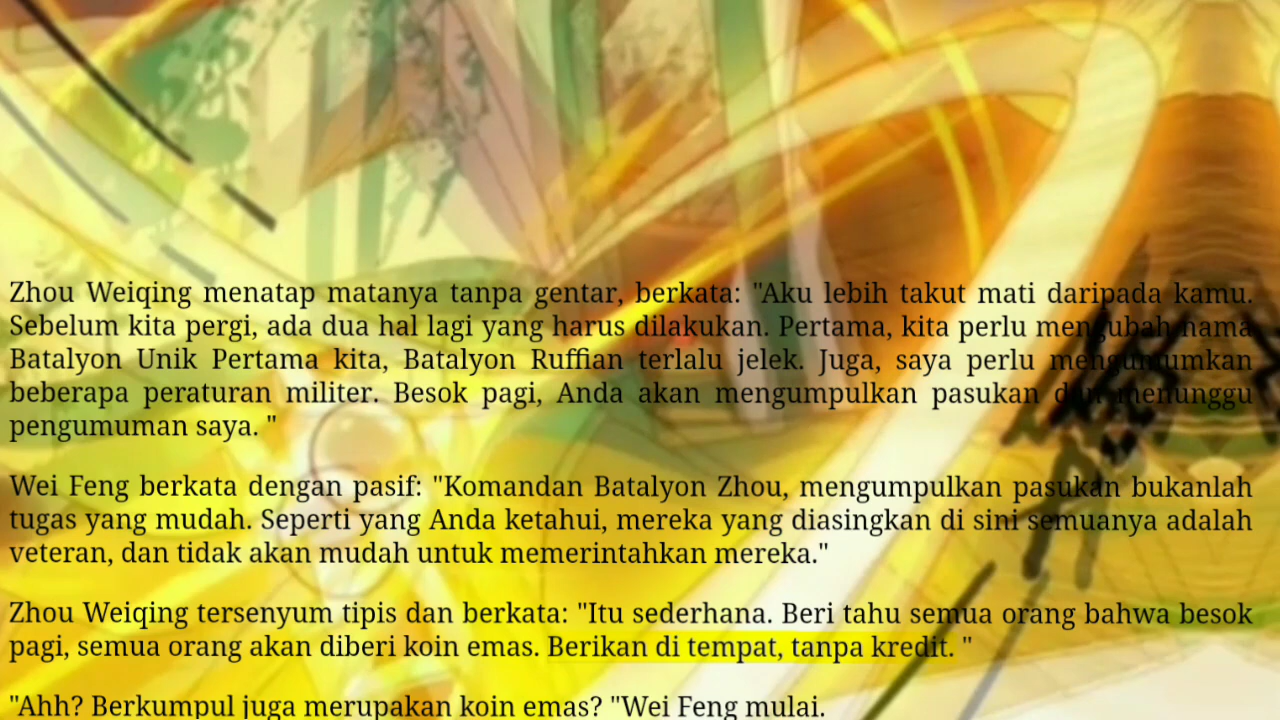 Zhou Weiqing menatap matanya tanpa gentar, berkata: "Aku lebih takut mati daripada kamu.
Sebelum kita pergi, ada dua hal lagi yang harus dilakukan. Pertama, kita perlu mengubah nama
Batalyon Unik Pertama kita, Batalyon Ruffian terlalu jelek. Juga, saya perlu mengumumkan
beberapa peraturan militer. Besok pagi, Anda akan mengumpulkan pasukan dan menunggu
pengumuman saya. "
Wei Feng berkata dengan pasif: "Komandan Batalyon Zhou, mengumpulkan pasukan bukanlah
tugas yang mudah. Seperti yang Anda ketahui, mereka yang diasingkan di sini semuanya adalah
veteran, dan tidak akan mudah untuk memerintahkan mereka."
Zhou Weiqing tersenyum tipis dan berkata: "Itu sederhana. Beri tahu semua orang bahwa besok
pagi, semua orang akan diberi koin emas. Berikan di tempat, tanpa kredit. "
"Ahh? Berkumpul juga merupakan koin emas? "Wei Feng mulai.